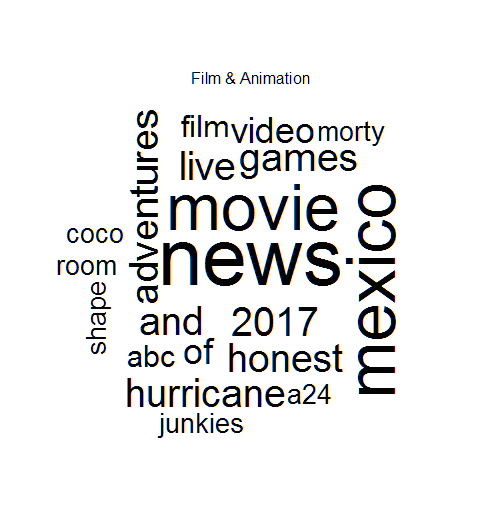 Film & Animation
film video morty
live games
adventures
movie
mexico
coco
news
room
shape
and 2017
abc of honest
hurricane a24
junkies